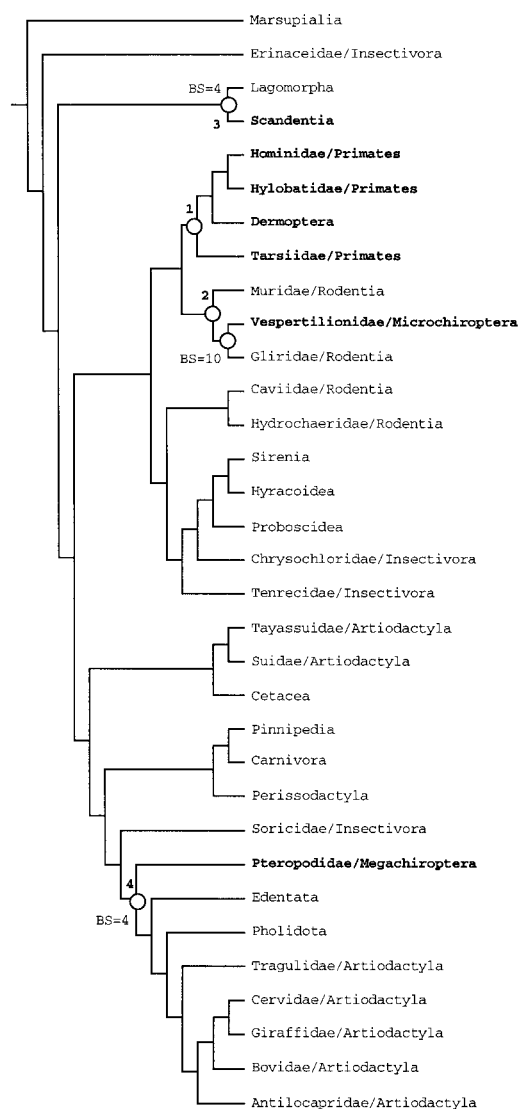 Marsupialia
Erinaceidae/Insectivora
BS=4
Lagomorpha
3
Scandentia
Hominidae/Primates
Hylobatidae/Primates
1
Dermoptera
Tarsiidae/Primates
2
Muridae/Rodentia
Vespertilionidae/Microchiroptera
BS=10
Gliridae/Rodentia
Caviidae/Rodentia
Hydrochaeridae/Rodentia
Sirenia
Hyracoidea
Proboscidea
Chrysochloridae/Insectivora
Tenrecidae/Insectivora
Tayassuidae/Artiodactyla
Suidae/Artiodactyla
Cetacea
Pinnipedia
Carnivora
Perissodactyla
Soricidae/Insectivora
Pteropodidae/Megachiroptera
4
Edentata
BS=4
Pholidota
Tragulidae/Artiodactyla
Cervidae/Artiodactyla
Giraffidae/Artiodactyla
Bovidae/Artiodactyla
Antilocapridae/Artiodactyla